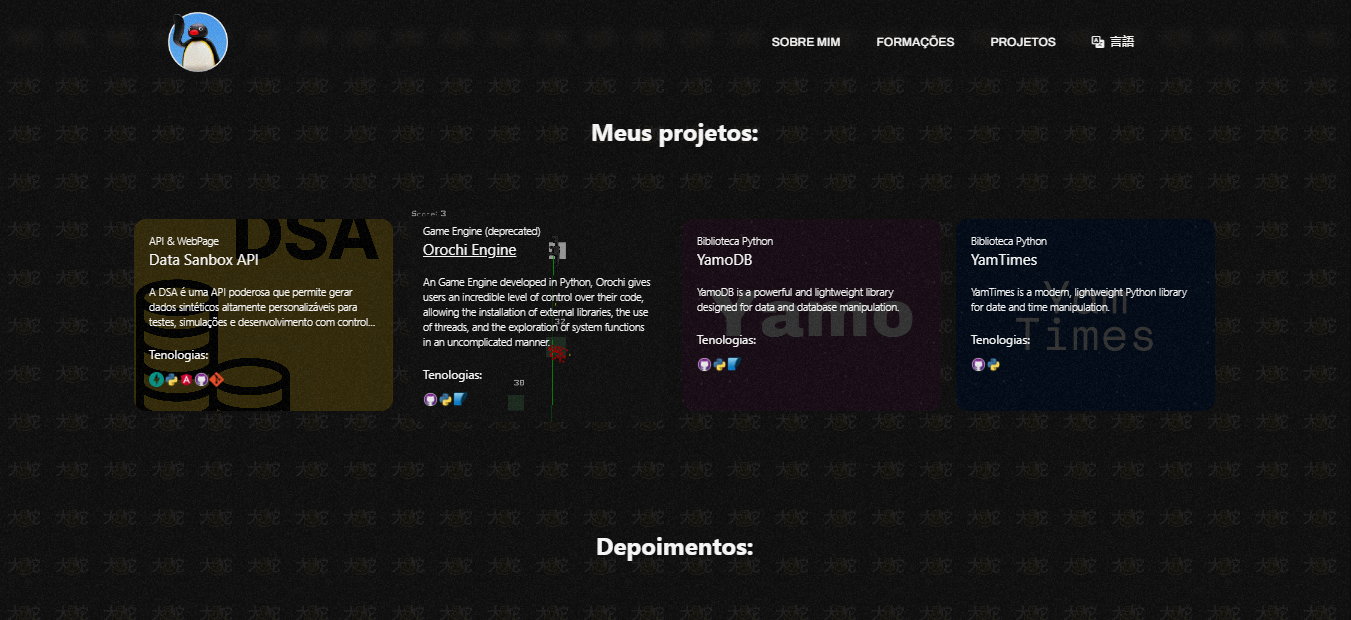 SOBRE MIM
FORMAÇÕES
PROJETOS
言語
Meus projetos:
DSA
API & WebPage
Data Sanbox API
A DSA é uma API poderosa que permite gerar
dados sintéticos altamente personalizáveis para
testes, simulações e desenvolvimento com control...
Tenologias:
Score: 3
Game Engine (deprecated)
Orochi Engine
An Game Engine developed in Python, Orochi gives
users an incredible level of control over their code,
allowing the installation of external libraries, the use
of threads, and the exploration of system functions
in an uncomplicated manner.
37
Tenologias:
30
Biblioteca Python
YamoDB
YamoDB is a powerful and lightweight library
designed for data and database manipulation.
Yamo
Tenologias:
Biblioteca Python
YamTimes
YamTimes is a modern, lightweight Python library
for date and time manipulation.
Yam
Times
Tenologias:
Depoimentos: